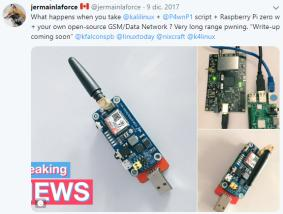 jermainlaforce 🇨🇦 @jermainlaforce · 9 dic. 2017
What happens when you take @kalilinux + @P4wnP1 script + Raspberry Pi zero w
+ your own open-source GSM/Data Network ? Very long range pwning. "Write-up
coming soon" @kfalconspb @linuxtoday @nixcraft @k4linux
eaking
NEWS